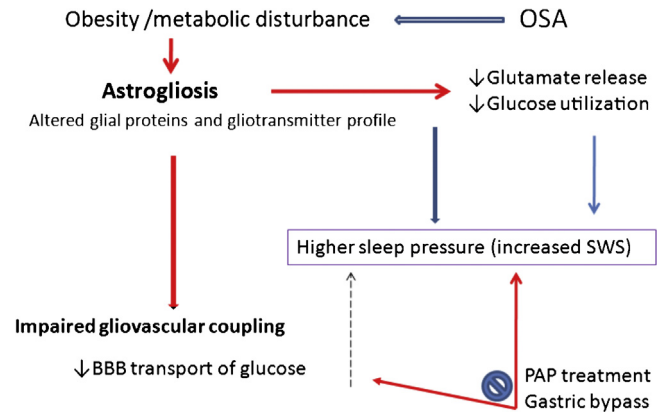 Obesity /metabolic disturbance
OSA
Astrogliosis
Altered glial proteins and gliotransmitter profile
↓Glutamate release
↓Glucose utilization
Higher sleep pressure (increased SWS)
Impaired gliovascular coupling
↓BBB transport of glucose
PAP treatment
Gastric bypass